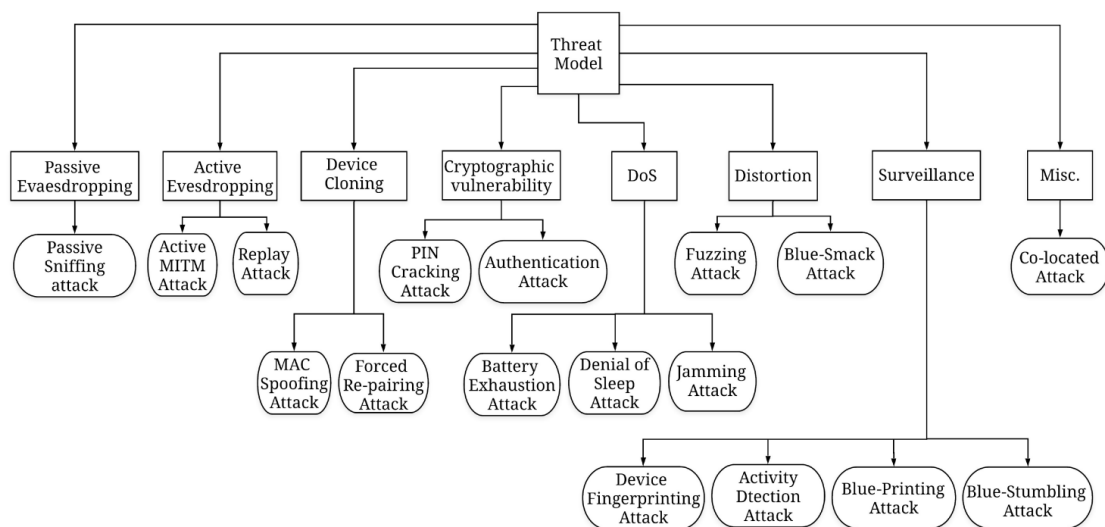 Threat
Model
Passive
Evaesdropping
Active
Evesdropping
Device
Cloning
Cryptographic
vulnerability
DoS
Distortion
Surveillance
Misc.
Passive
Sniffing
attack
Active
MITM
Attack
Replay
Attack
PIN
Cracking
Attack
Authentication
Attack
Fuzzing
Attack
Blue-Smack
Attack
Co-located
Attack
MAC
Spoofing
Attack
Forced
Re-pairing
Attack
Battery
Exhaustion
Attack
Denial of
Sleep
Attack
Jamming
Attack
Device
Fingerprinting
Attack
Activity
Dtection
Attack
Blue-Printing
Attack
Blue-Stumbling
Attack